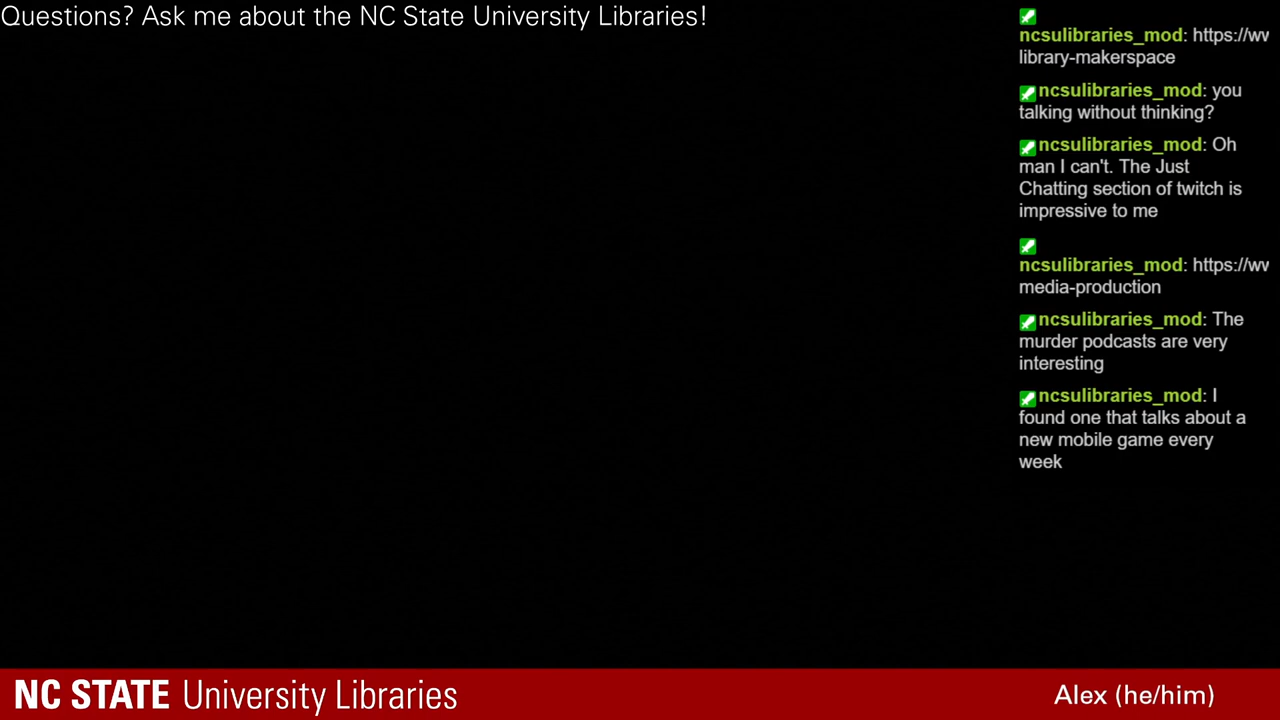 Questions? Ask me about the NC State University Libraries!
ncsulibraries_mod: https://ww
library-makerspace
ncsulibraries_mod: you
talking without thinking?
ncsulibraries_mod: Oh
man I can't. The Just
Chatting section of twitch is
impressive to me
ncsulibraries_mod: https://ww
media-production
ncsulibraries_mod: The
murder podcasts are very
interesting
ncsulibraries_mod: I
found one that talks about a
new mobile game every
week
NC STATE University Libraries
Alex (he/him)